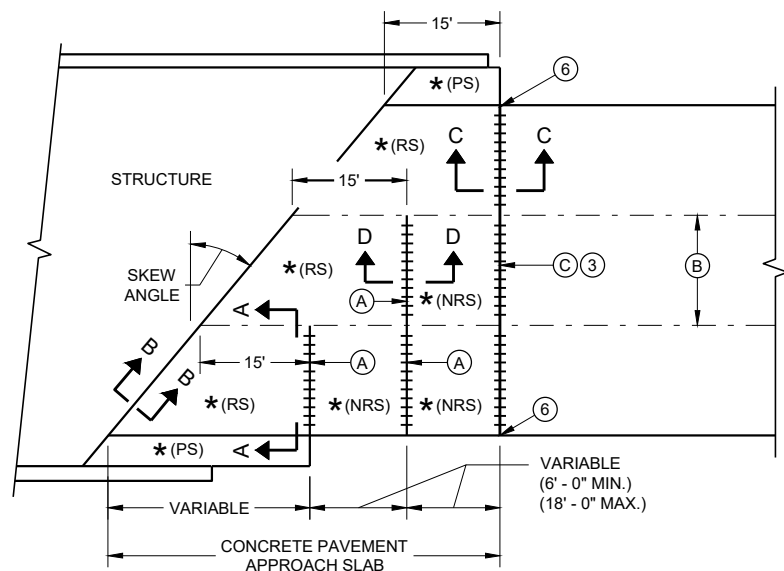 15'
* (PS)
6
* (RS)
C
C
STRUCTURE
15'
D
D
C 3
B
SKEW
ANGLE
* (RS)
A
* (NRS)
A
B
B
15'
A
A
* (RS)
* (NRS)
* (NRS)
6
A
* (PS)
VARIABLE
VARIABLE
(6' - 0" MIN.)
(18' - 0" MAX.)
CONCRETE PAVEMENT
APPROACH SLAB